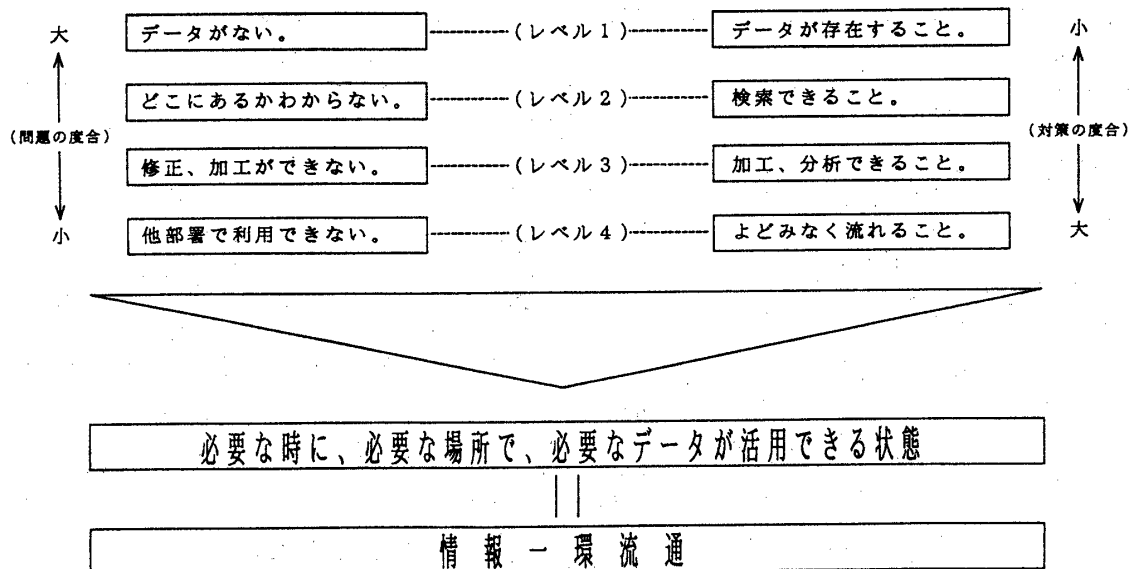 大 データがない。 (レベル1) データが存在すること。 小
どこにあるかわからない。 (レベル2) 検索できること。
(問題の度合) (対策の度合)
修正、加工ができない。 (レベル3) 加工、分析できること。
小 他部署で利用できない。 (レベル4) よどみなく流れること。 大
必要な時に、必要な場所で、必要なデータが活用できる状態
情報一環流通